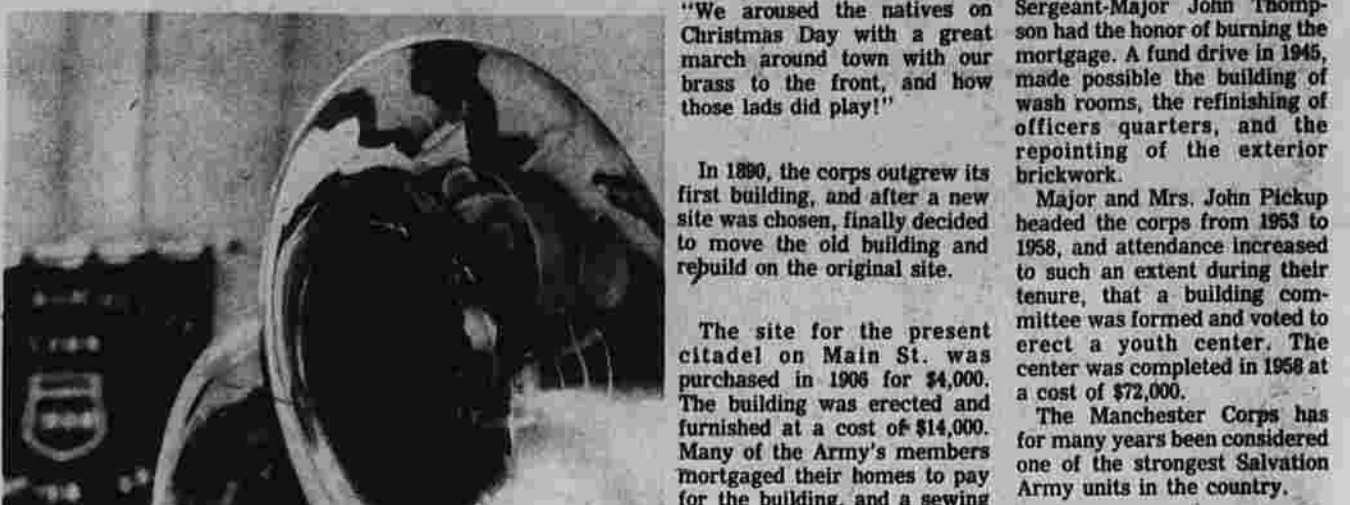 "We aroused the natives on
Christmas Day with a great
march around town with our
brass to the front, and how
those lads did play!"
In 1890, the corps outgrew its
first building, and after a new
site was chosen, finally decided
to move the old building and
rebuild on the original site.
The site for the present
citadel on Main St. was
purchased in 1906 for $4,000.
The building was erected and
furnished at a cost of $14,000.
Many of the Army's members
mortgaged their homes to pay
for the building, and a sewing
Sergeant-Major John Thomp-
son had the honor of burning the
mortgage. A fund drive in 1945,
made possible the building of
wash rooms, the refinishing of
officers quarters, and the
repointing of the exterior
brickwork.
Major and Mrs. John Pickup
headed the corps from 1953 to
1958, and attendance increased
to such an extent during their
tenure, that a building com-
mittee was formed and voted to
erect a youth center. The
center was completed in 1958 at
a cost of $72,000.
The Manchester Corps has
for many years been considered
one of the strongest Salvation
Army units in the country.